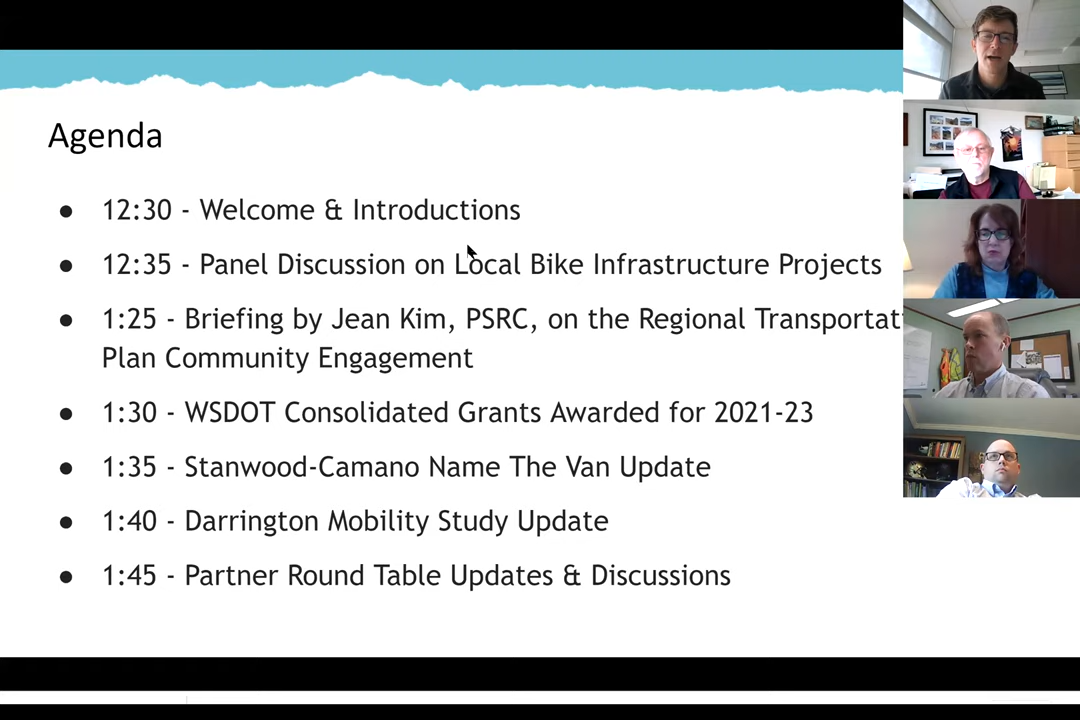 Agenda
● 12:30 - Welcome & Introductions
● 12:35 - Panel Discussion on Local Bike Infrastructure Projects
● 1:25 - Briefing by Jean Kim, PSRC, on the Regional Transportat
Plan Community Engagement
● 1:30 - WSDOT Consolidated Grants Awarded for 2021-23
● 1:35 - Stanwood-Camano Name The Van Update
● 1:40 - Darrington Mobility Study Update
● 1:45 - Partner Round Table Updates & Discussions